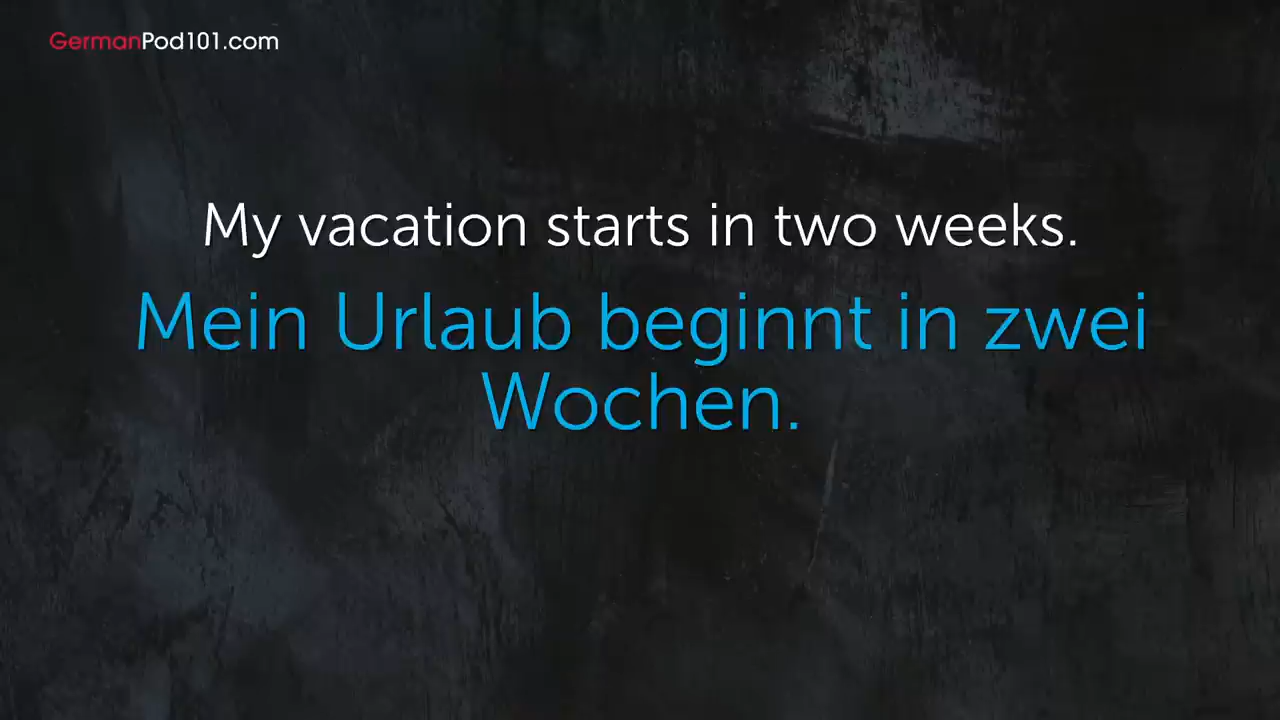 GermanPod101.com
My vacation starts in two weeks.
Mein Urlaub beginnt in zwei
Wochen.